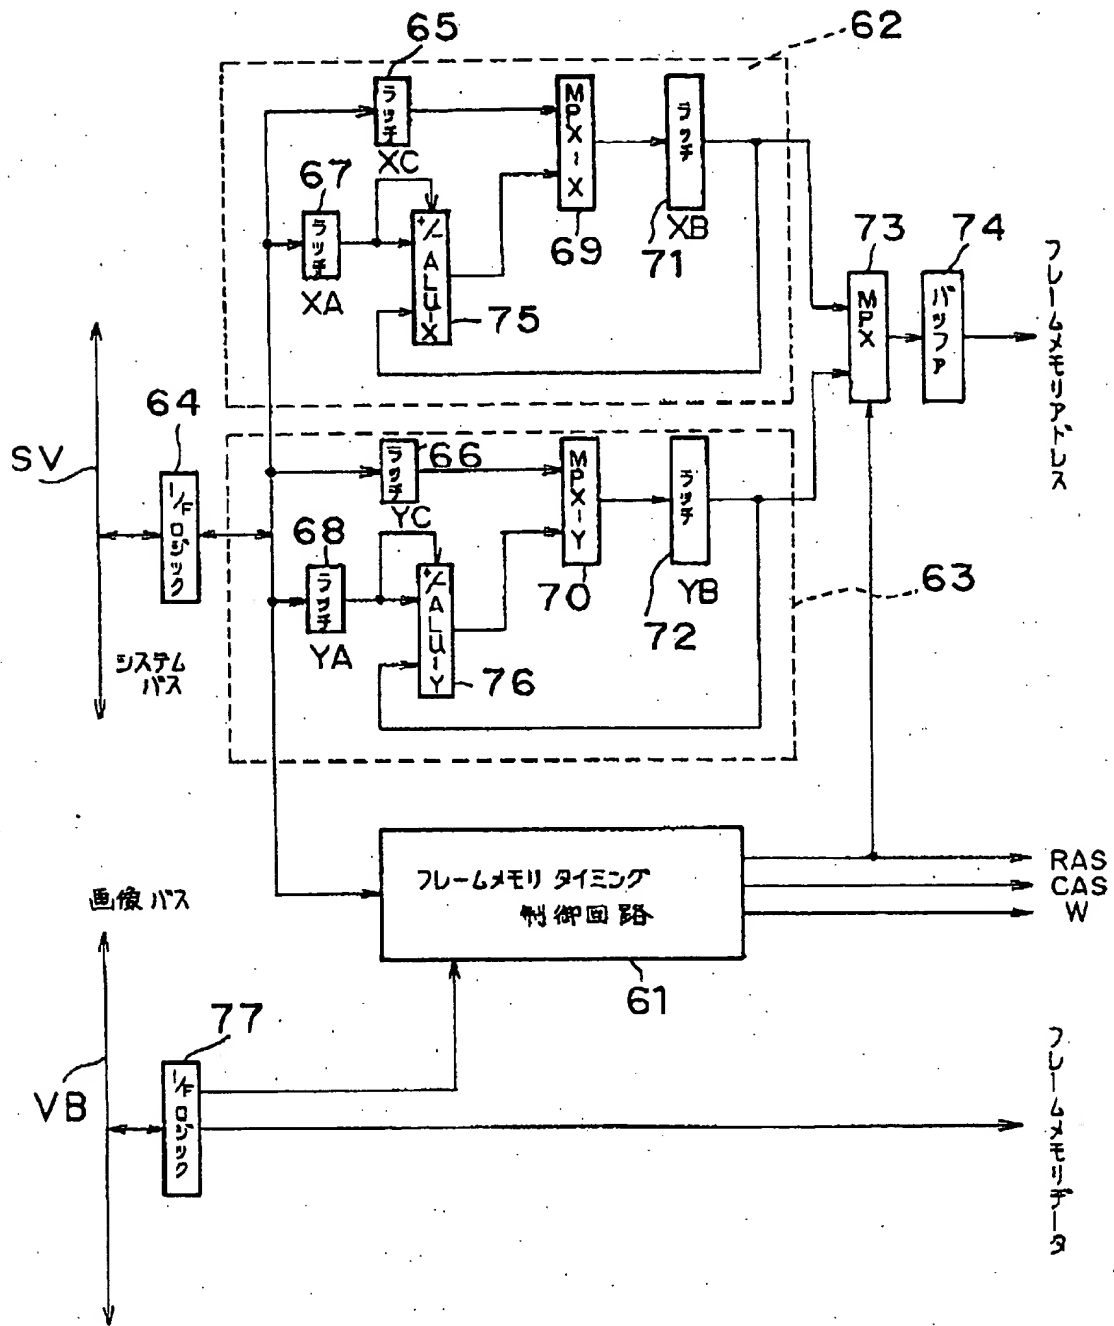 65
62
ラッチ
XC
MPX-X
69
ラッチ
XB
71
67
ラッチ
XA
+/-
ALU-X
75
73
MPX
74
バッファ
フレームメモリアドレス
SV
64
I/Fロジック
システム
バス
66
ラッチ
YC
MPX-Y
70
ラッチ
YB
72
68
ラッチ
YA
+/-
ALU-Y
76
63
フレームメモリ タイミング
制御回路
61
RAS
CAS
W
画像バス
VB
77
I/Fロジック
フレームメモリデータ